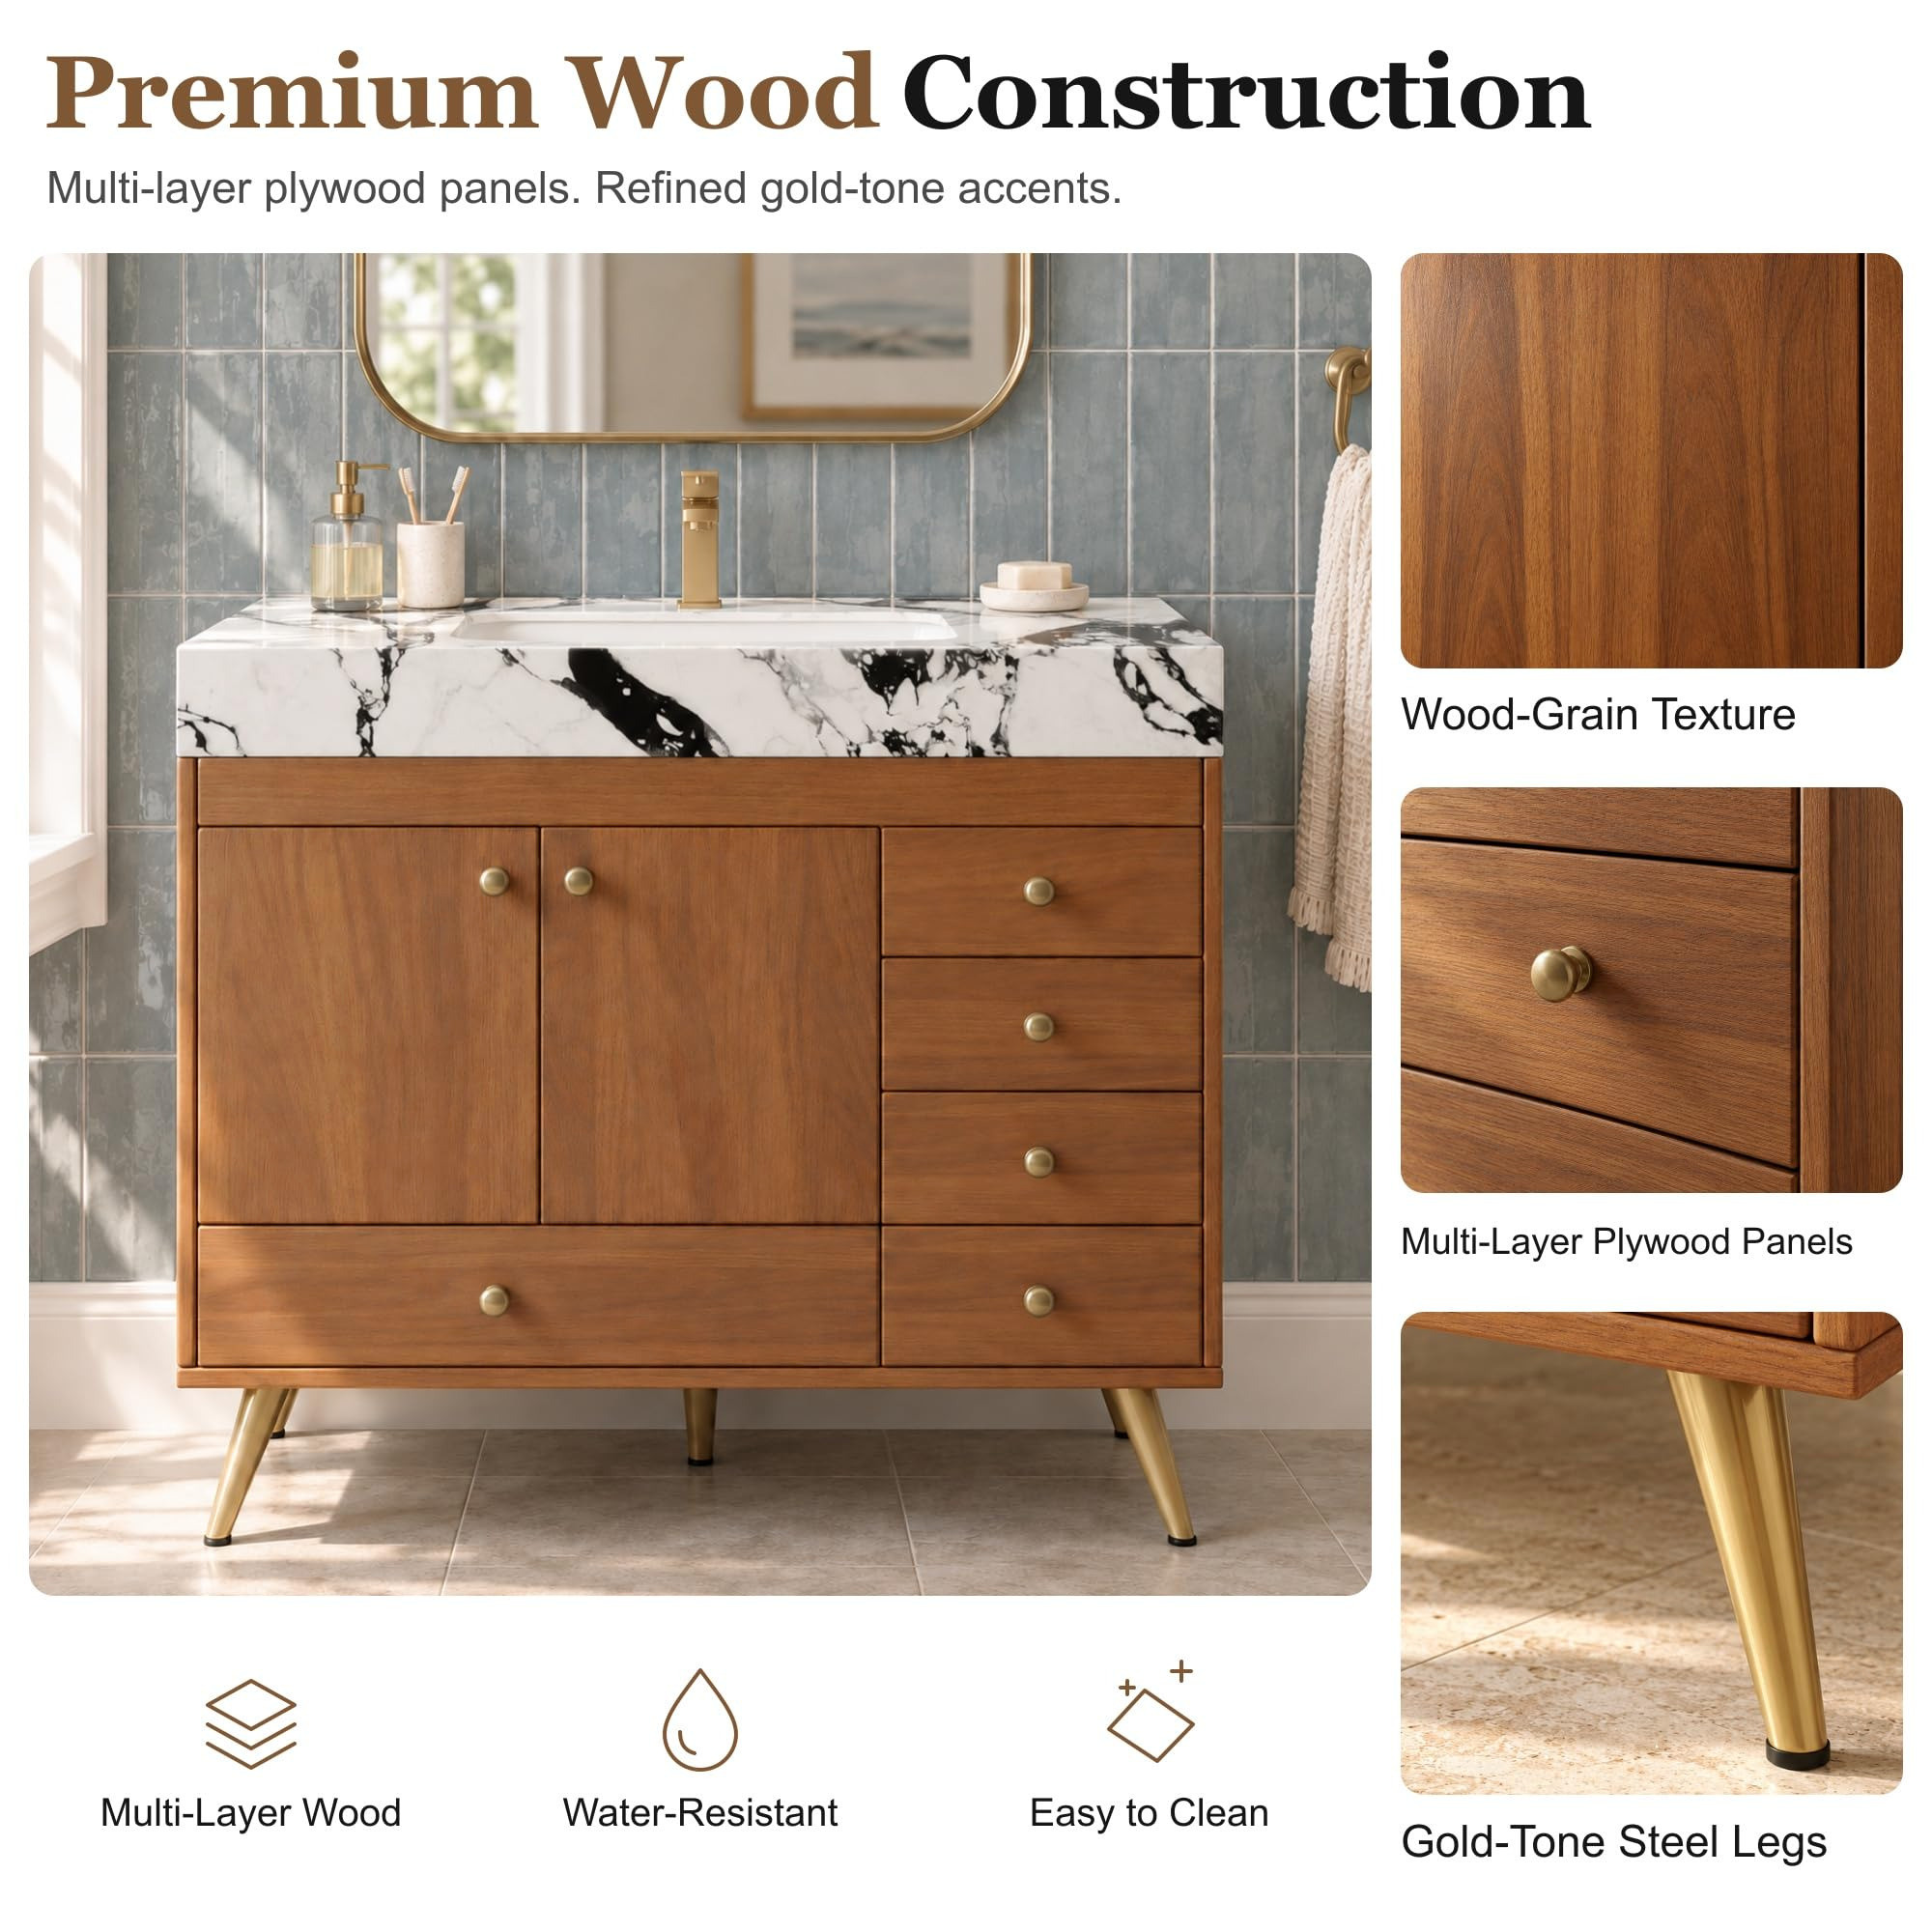 Premium Wood Construction
Multi-layer plywood panels. Refined gold-tone accents.
Wood-Grain Texture
Multi-Layer Plywood Panels
Gold-Tone Steel Legs
Multi-Layer Wood
Water-Resistant
Easy to Clean